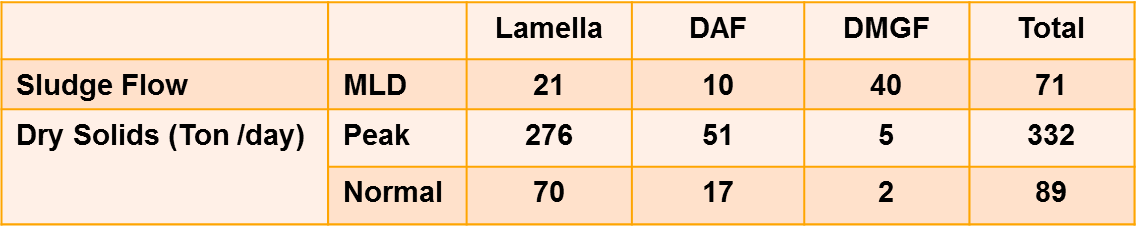 Lamella DAF DMGF Total
Sludge Flow MLD 21 10 40 71
Dry Solids (Ton /day) Peak 276 51 5 332
Normal 70 17 2 89